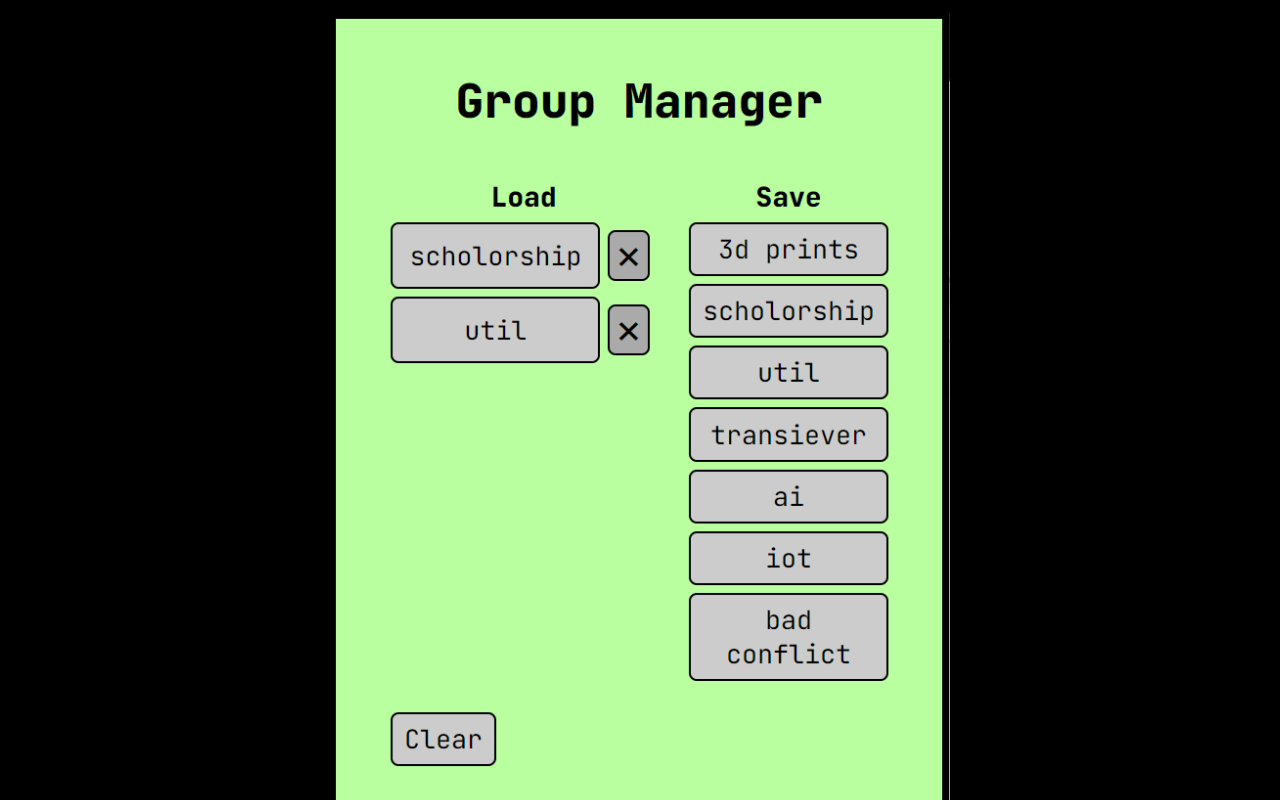 Group Manager
Load
scholorship ✕
util ✕
Save
3d prints
scholorship
util
transiever
ai
iot
bad
conflict
Clear